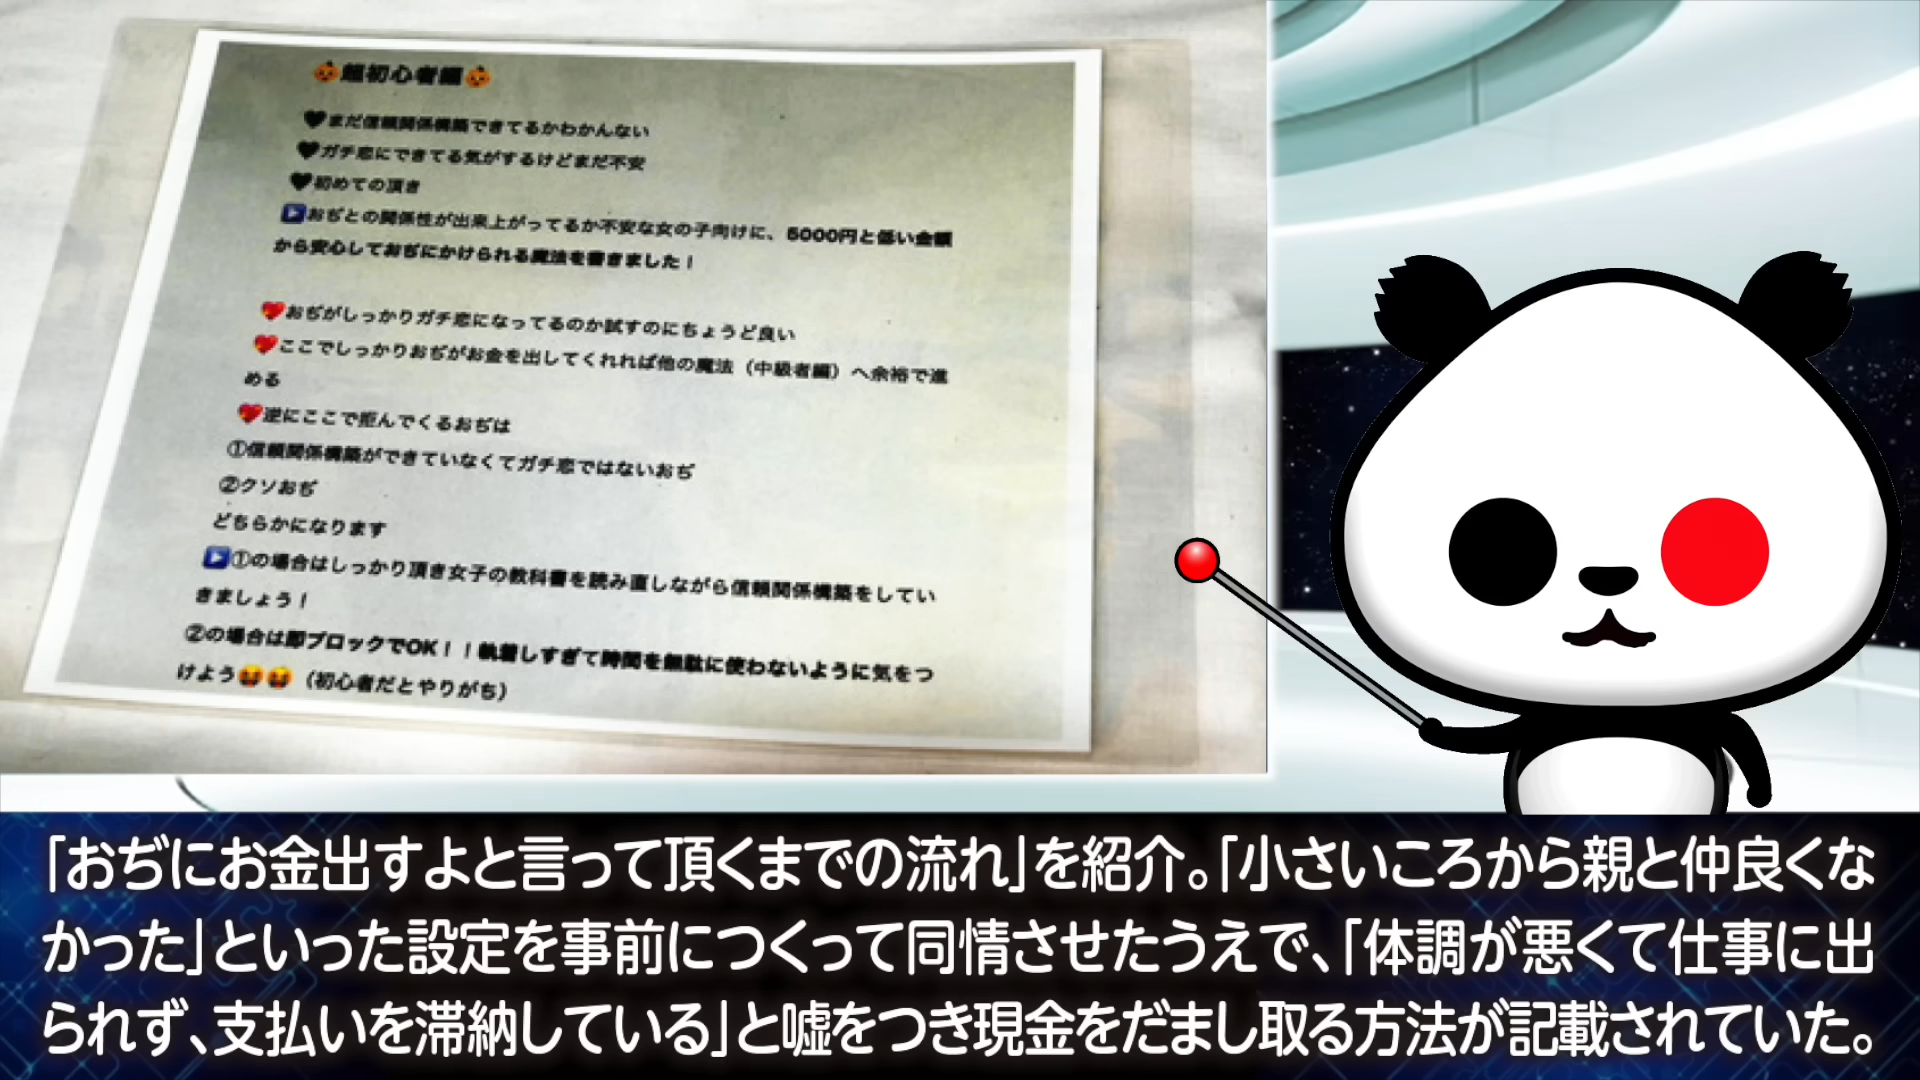 🎃超初心者編🎃
🖤まだ信頼関係構築できてるかわかんない
🖤ガチ恋にできてる気がするけどまだ不安
🖤初めての頂き
▶️おぢとの関係性が出来上がってるか不安な女の子向けに、5000円と低い金額
から安心しておぢにかけられる魔法を書きました！
💖おぢがしっかりガチ恋になってるのか試すのにちょうど良い
💖ここでしっかりおぢがお金を出してくれれば他の魔法（中級者編）へ余裕で進
める
💖逆にここで拒んでくるおぢは
①信頼関係構築ができていなくてガチ恋ではないおぢ
②クソおぢ
どちらかになります
▶️①の場合はしっかり頂き女子の教科書を読み直しながら信頼関係構築をしてい
きましょう！
②の場合は即ブロックでOK！！執着しすぎて時間を無駄に使わないように気をつ
けよう😝😝（初心者だとやりがち）
「おぢにお金出すよと言って頂くまでの流れ」を紹介。「小さいころから親と仲良くな
かった」といった設定を事前につくって同情させたうえで、「体調が悪くて仕事に出
られず、支払いを滞納している」と嘘をつき現金をだまし取る方法が記載されていた。